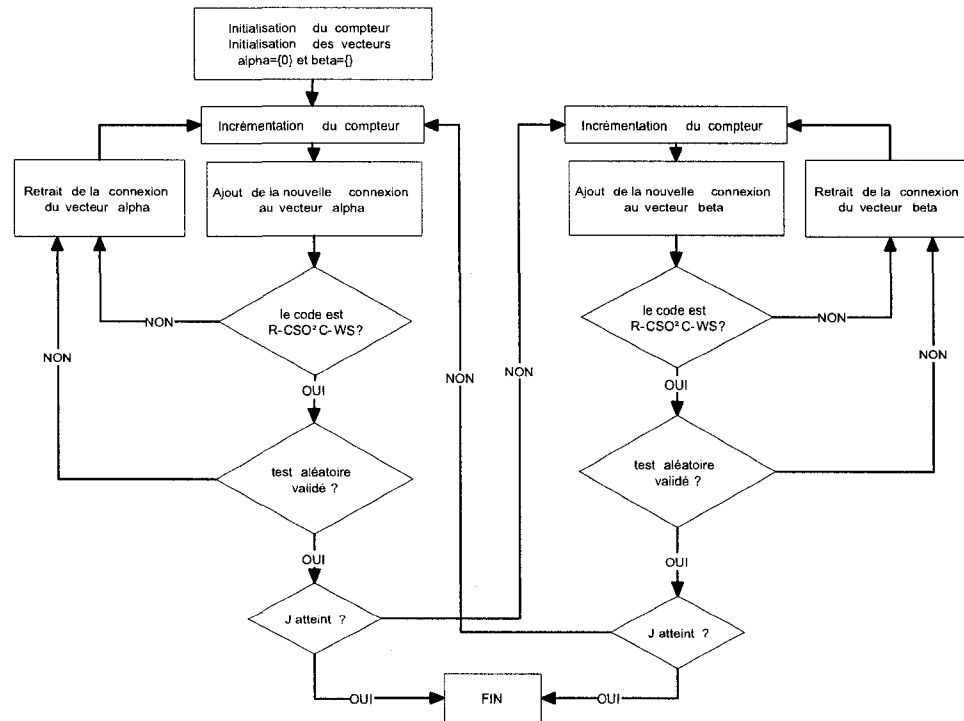 Initialisation du compteur
Initialisation des vecteurs
alpha={0} et beta={}
Incrémentation du compteur
Incrémentation du compteur
Retrait de la connexion
du vecteur alpha
Ajout de la nouvelle connexion
au vecteur alpha
Ajout de la nouvelle connexion
au vecteur beta
Retrait de la connexion
du vecteur beta
le code est
R-CSO²C-WS?
le code est
R-CSO²C-WS?
NON
NON
NON
NON
NON
NON
OUI
OUI
test aléatoire
validé ?
test aléatoire
validé ?
OUI
OUI
J atteint ?
J atteint ?
OUI
FIN
OUI